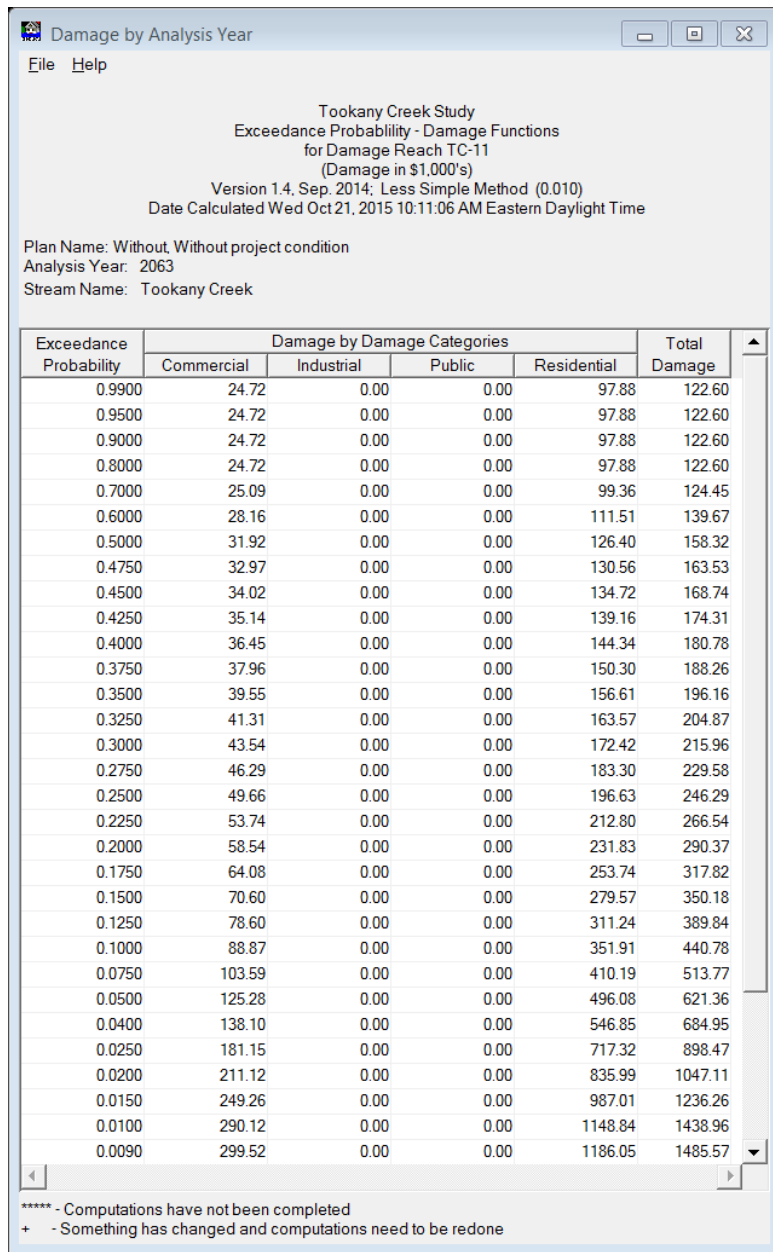 Damage by Analysis Year
File Help
Tookany Creek Study
Exceedance Probablility - Damage Functions
for Damage Reach TC-11
(Damage in $1,000's)
Version 1.4, Sep. 2014; Less Simple Method (0.010)
Date Calculated Wed Oct 21, 2015 10:11:06 AM Eastern Daylight Time
Plan Name: Without, Without project condition
Analysis Year: 2063
Stream Name: Tookany Creek
Exceedance Damage by Damage Categories Total
Probability Commercial Industrial Public Residential Damage
0.9900 24.72 0.00 0.00 97.88 122.60
0.9500 24.72 0.00 0.00 97.88 122.60
0.9000 24.72 0.00 0.00 97.88 122.60
0.8000 24.72 0.00 0.00 97.88 122.60
0.7000 25.09 0.00 0.00 99.36 124.45
0.6000 28.16 0.00 0.00 111.51 139.67
0.5000 31.92 0.00 0.00 126.40 158.32
0.4750 32.97 0.00 0.00 130.56 163.53
0.4500 34.02 0.00 0.00 134.72 168.74
0.4250 35.14 0.00 0.00 139.16 174.31
0.4000 36.45 0.00 0.00 144.34 180.78
0.3750 37.96 0.00 0.00 150.30 188.26
0.3500 39.55 0.00 0.00 156.61 196.16
0.3250 41.31 0.00 0.00 163.57 204.87
0.3000 43.54 0.00 0.00 172.42 215.96
0.2750 46.29 0.00 0.00 183.30 229.58
0.2500 49.66 0.00 0.00 196.63 246.29
0.2250 53.74 0.00 0.00 212.80 266.54
0.2000 58.54 0.00 0.00 231.83 290.37
0.1750 64.08 0.00 0.00 253.74 317.82
0.1500 70.60 0.00 0.00 279.57 350.18
0.1250 78.60 0.00 0.00 311.24 389.84
0.1000 88.87 0.00 0.00 351.91 440.78
0.0750 103.59 0.00 0.00 410.19 513.77
0.0500 125.28 0.00 0.00 496.08 621.36
0.0400 138.10 0.00 0.00 546.85 684.95
0.0250 181.15 0.00 0.00 717.32 898.47
0.0200 211.12 0.00 0.00 835.99 1047.11
0.0150 249.26 0.00 0.00 987.01 1236.26
0.0100 290.12 0.00 0.00 1148.84 1438.96
0.0090 299.52 0.00 0.00 1186.05 1485.57
***** - Computations have not been completed
+ - Something has changed and computations need to be redone